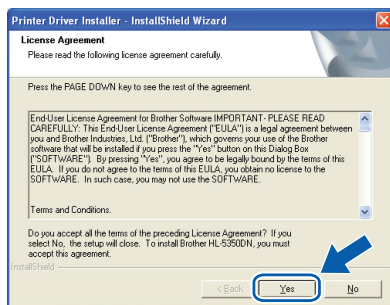 Printer Driver Installer - InstallShield Wizard
License Agreement
Please read the following license agreement carefully.
Press the PAGE DOWN key to see the rest of the agreement.
End-User License Agreement for Brother Software IMPORTANT- PLEASE READ
CAREFULLY: This End-User License Agreement ("EULA") is a legal agreement between
you and Brother Industries, Ltd. ("Brother"), which governs your use of the Brother
software that will be installed if you press the "Yes" button on this Dialog Box
("SOFTWARE"). By pressing "Yes", you agree to be legally bound by the terms of this
EULA. If you do not agree to the terms of this EULA, you obtain no license to the
SOFTWARE. In such case, you may not use the SOFTWARE.
Terms and Conditions.
Do you accept all the terms of the preceding License Agreement? If you
select No, the setup will close. To install Brother HL-5350DN, you must
accept this agreement.
InstallShield
< Back
Yes
No